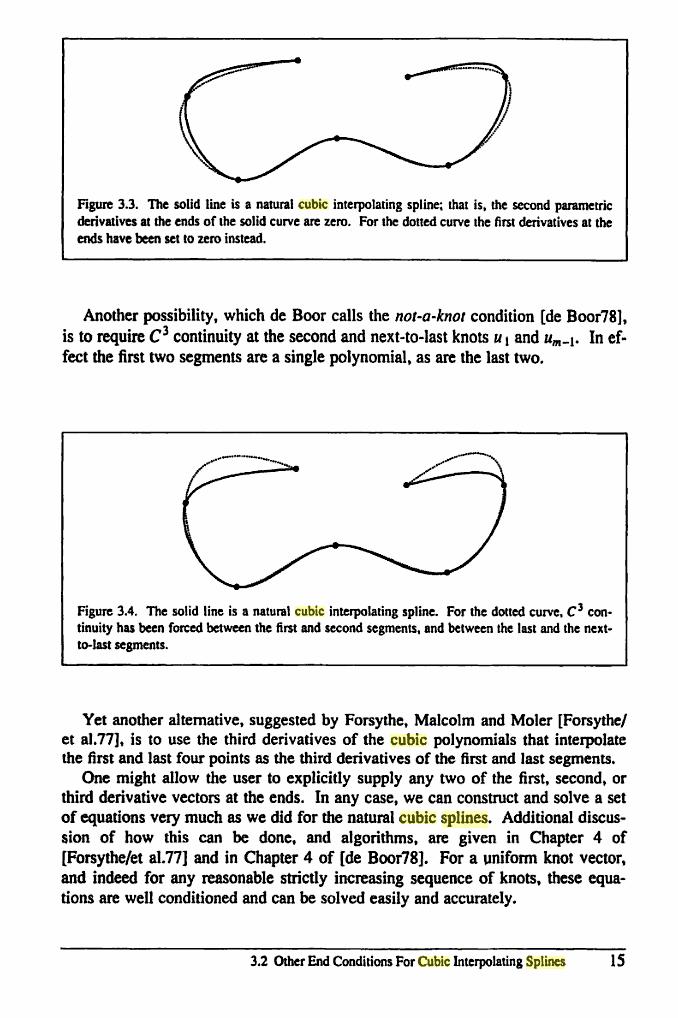 Figure 3.3. The solid line is a natural cubic interpolating spline; that is, the second parametric
derivatives at the ends of the solid curve are zero. For the dotted curve the first derivatives at the
ends have been set to zero instead.
Another possibility, which de Boor calls the not-a-knot condition [de Boor78],
is to require C³ continuity at the second and next-to-last knots u₁ and uₘ₋₁. In ef-
fect the first two segments are a single polynomial, as are the last two.
Figure 3.4. The solid line is a natural cubic interpolating spline. For the dotted curve, C³ con-
tinuity has been forced between the first and second segments, and between the last and the next-
to-last segments.
Yet another alternative, suggested by Forsythe, Malcolm and Moler [Forsythe/
et al.77], is to use the third derivatives of the cubic polynomials that interpolate
the first and last four points as the third derivatives of the first and last segments.
One might allow the user to explicitly supply any two of the first, second, or
third derivative vectors at the ends. In any case, we can construct and solve a set
of equations very much as we did for the natural cubic splines. Additional discus-
sion of how this can be done, and algorithms, are given in Chapter 4 of
[Forsythe/et al.77] and in Chapter 4 of [de Boor78]. For a uniform knot vector,
and indeed for any reasonable strictly increasing sequence of knots, these equa-
tions are well conditioned and can be solved easily and accurately.
3.2 Other End Conditions For Cubic Interpolating Splines 15